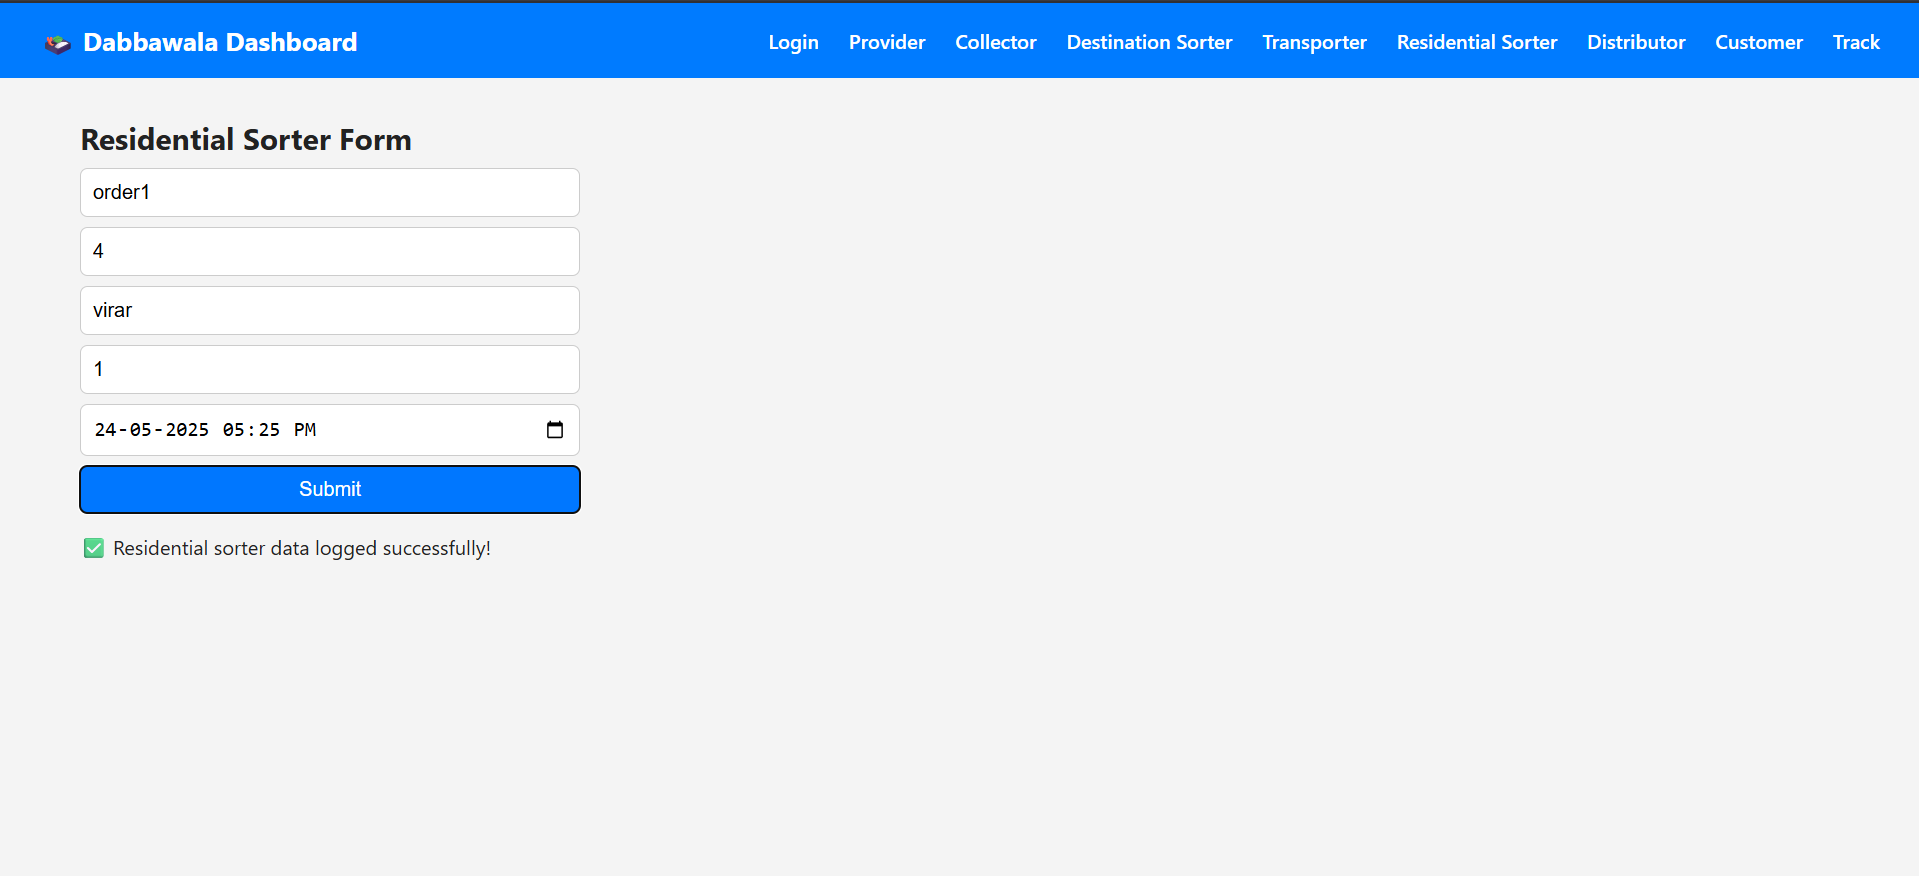 Dabbawala Dashboard
Login Provider Collector Destination Sorter Transporter Residential Sorter Distributor Customer Track
Residential Sorter Form
order1
4
virar
1
24-05-2025 05:25 PM
Submit
Residential sorter data logged successfully!